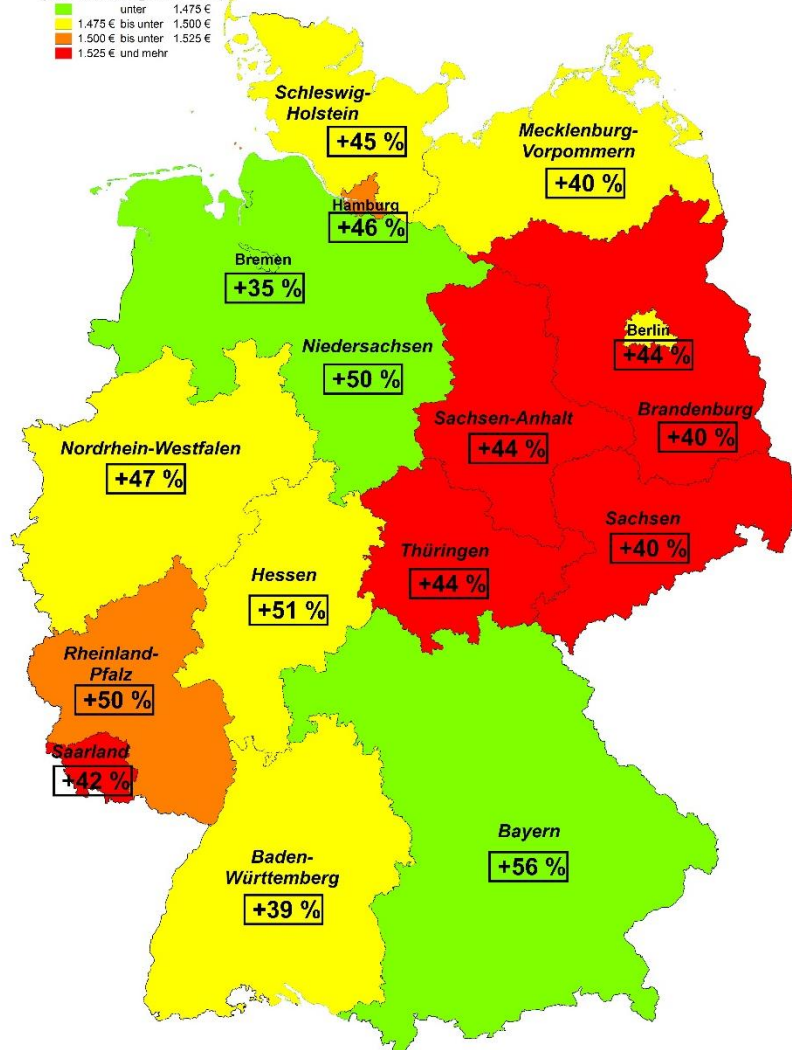 unter 1.475 €
1.475 € bis unter 1.500 €
1.500 € bis unter 1.525 €
1.525 € und mehr
Schleswig-
Holstein
+45 %
Mecklenburg-
Vorpommern
+40 %
Hamburg
+46 %
Bremen
+35 %
Niedersachsen
+50 %
Berlin
+44 %
Brandenburg
+40 %
Sachsen-Anhalt
+44 %
Nordrhein-Westfalen
+47 %
Sachsen
+40 %
Thüringen
+44 %
Hessen
+51 %
Rheinland-
Pfalz
+50 %
Saarland
+42 %
Bayern
+56 %
Baden-
Württemberg
+39 %